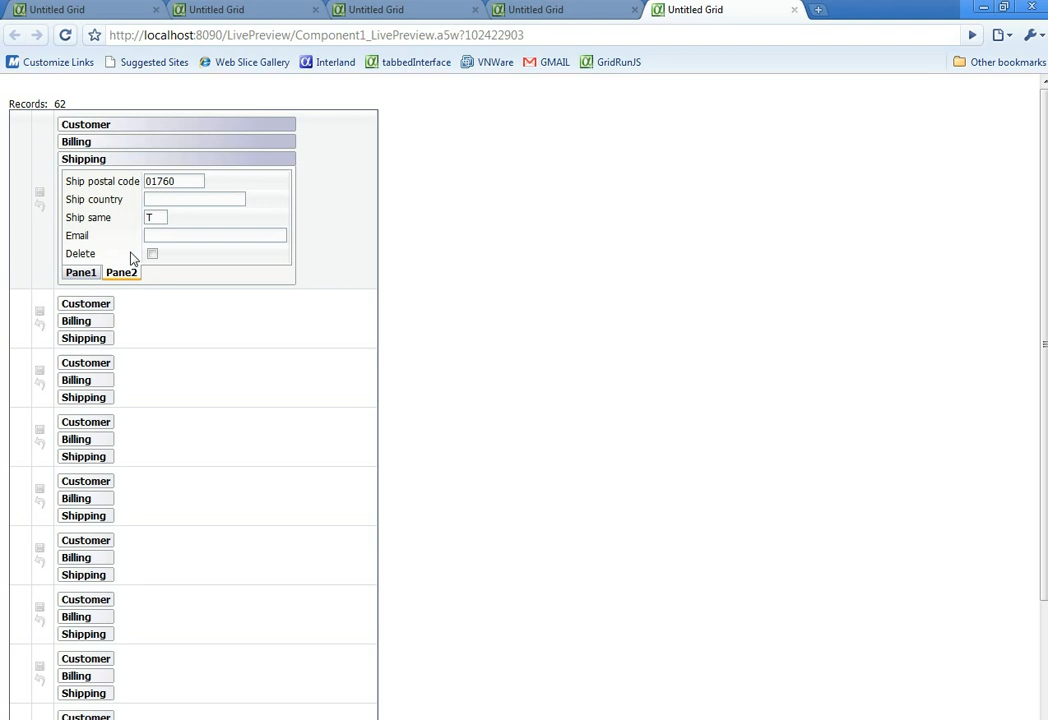 Untitled Grid Untitled Grid Untitled Grid Untitled Grid Untitled Grid
http://localhost:8090/LivePreview/Component1_LivePreview.a5w?102422903
Customize Links Suggested Sites Web Slice Gallery Interland tabbedInterface VNWare GMAIL GridRunJS Other bookmarks
Records: 62
Customer
Billing
Shipping
Ship postal code 01760
Ship country
Ship same T
Email
Delete
Pane1 Pane2
Customer
Billing
Shipping
Customer
Billing
Shipping
Customer
Billing
Shipping
Customer
Billing
Shipping
Customer
Billing
Shipping
Customer
Billing
Shipping
Customer
Billing
Shipping
Customer